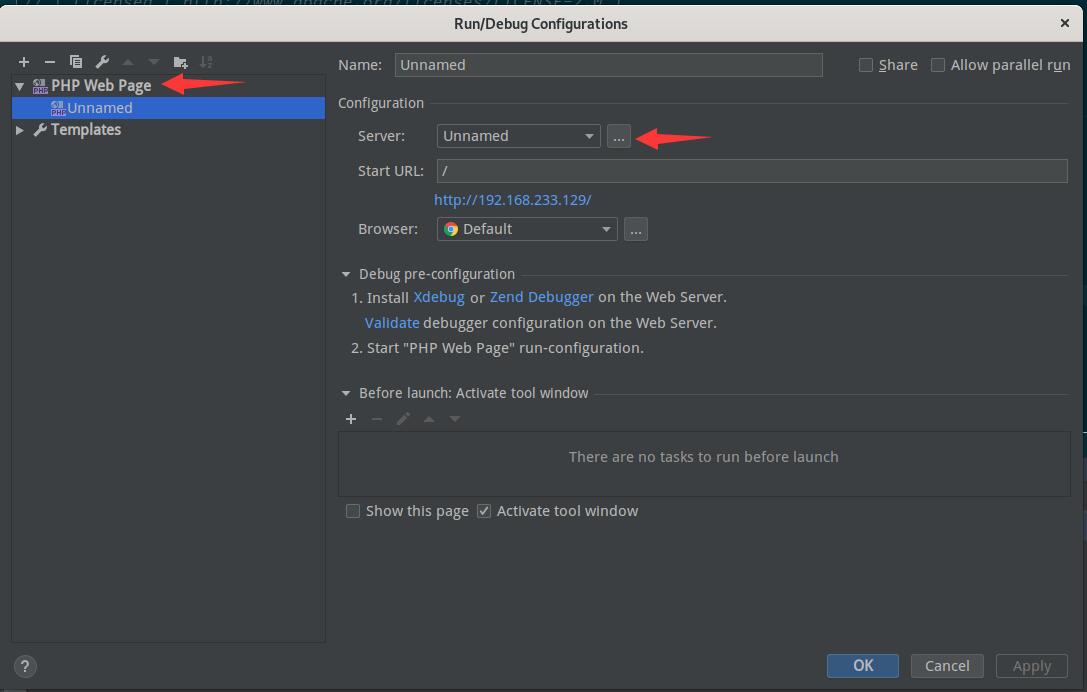 Run/Debug Configurations
PHP Web Page
Unnamed
Templates
Name: Unnamed
Share
Allow parallel run
Configuration
Server: Unnamed ...
Start URL: /
http://192.168.233.129/
Browser: Default ...
Debug pre-configuration
1. Install Xdebug or Zend Debugger on the Web Server.
Validate debugger configuration on the Web Server.
2. Start "PHP Web Page" run-configuration.
Before launch: Activate tool window
There are no tasks to run before launch
Show this page
Activate tool window
?
OK
Cancel
Apply